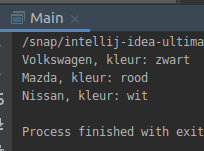 Main
/snap/intellij-idea-ultima
Volkswagen, kleur: zwart
Mazda, kleur: rood
Nissan, kleur: wit
Process finished with exit